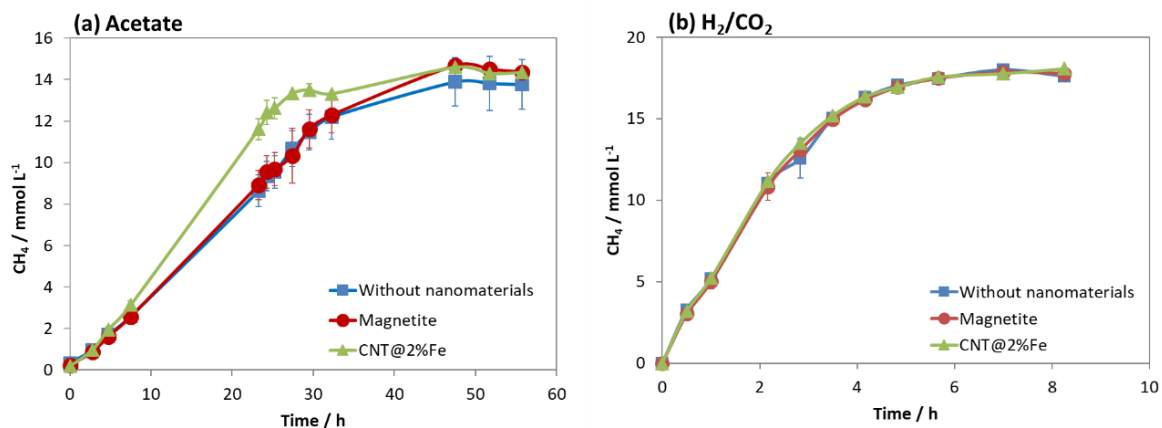 (a) Acetate
16
14
12
10
8
6
4
2
0
CH₄ / mmol L⁻¹
0 10 20 30 40 50 60
Time / h
Without nanomaterials
Magnetite
CNT@2%Fe
(b) H₂/CO₂
20
15
10
5
0
CH₄ / mmol L⁻¹
0 2 4 6 8 10
Time / h
Without nanomaterials
Magnetite
CNT@2%Fe